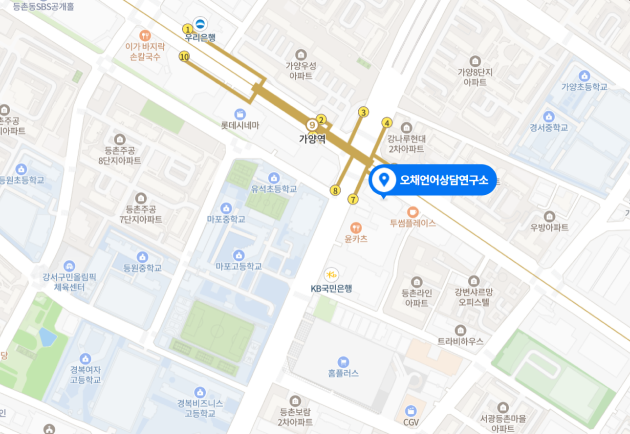 등촌동SBS공개홀
1
우리은행
이가 바지락
손칼국수
10
가양우성
아파트
가양8단지
아파트
가양초등학교
등촌주공
등촌주공
8단지아파트
롯데시네마
2
3
4
9
가양역
강나루현대
2차아파트
경서중학교
등원초등학교
유석초등학교
8
7
오채언어상담연구소
등촌주공
7단지아파트
마포중학교
윤카츠
투썸플레이스
우방아파트
강서구민올림픽
체육센터
등원중학교
마포고등학교
KB국민은행
등촌라인
아파트
강변샤르망
오피스텔
트라비하우스
경복여자
고등학교
홈플러스
경복비즈니스
고등학교
등촌보람
2차아파트
CGV
서광등촌마을
아파트